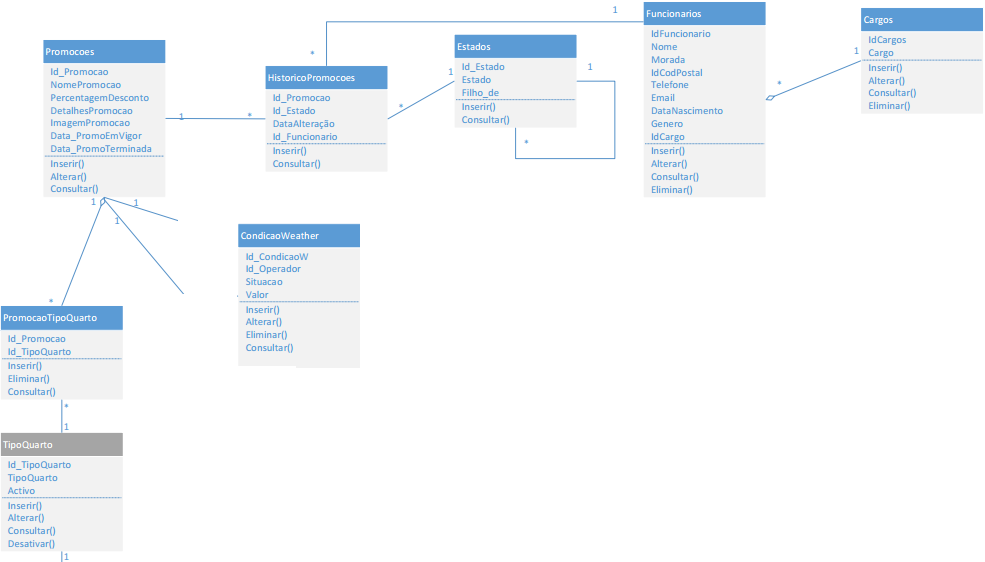 Promocoes
Id_Promocao
NomePromocao
PercentagemDesconto
DetalhesPromocao
ImagemPromocao
Data_PromoEmVigor
Data_PromoTerminada
Inserir()
Alterar()
Consultar()
1
*
HistoricoPromocoes
Id_Promocao
Id_Estado
DataAlteração
Id_Funcionario
Inserir()
Consultar()
*
1
*
1
Estados
Id_Estado
Estado
Filho_de
Inserir()
Consultar()
1
*
Funcionarios
IdFuncionario
Nome
Morada
IdCodPostal
Telefone
Email
DataNascimento
Genero
IdCargo
Inserir()
Alterar()
Consultar()
Eliminar()
*
1
Cargos
IdCargos
Cargo
Inserir()
Alterar()
Consultar()
Eliminar()
1
1
1
*
CondicaoWeather
Id_CondicaoW
Id_Operador
Situacao
Valor
Inserir()
Alterar()
Eliminar()
Consultar()
PromocaoTipoQuarto
Id_Promocao
Id_TipoQuarto
Inserir()
Eliminar()
Consultar()
*
1
TipoQuarto
Id_TipoQuarto
TipoQuarto
Activo
Inserir()
Alterar()
Consultar()
Desativar()
1